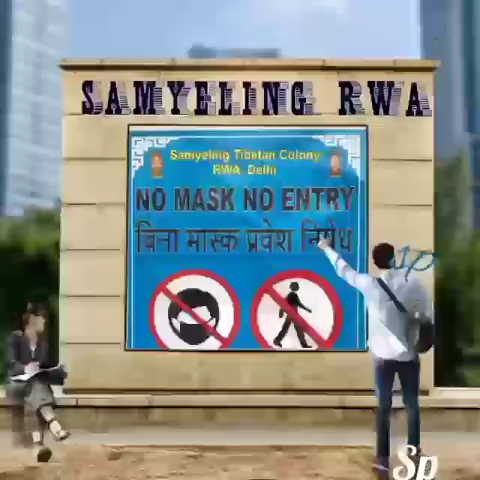 SAMYELING RWA
Samyeling Tibetan Colony
RWA Delhi
NO MASK NO ENTRY
बिना मास्क प्रवेश निषेध
Sp